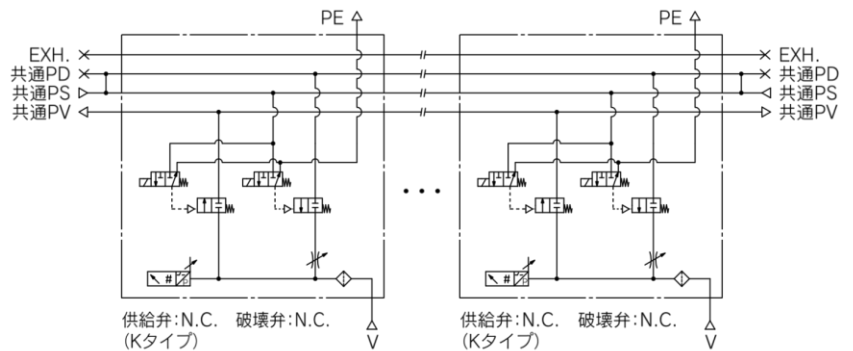 PE PE
EXH. EXH.
共通PD 共通PD
共通PS 共通PS
共通PV 共通PV
# #
供給弁:N.C. 破壊弁:N.C. 供給弁:N.C. 破壊弁:N.C.
(Kタイプ) V (Kタイプ) V